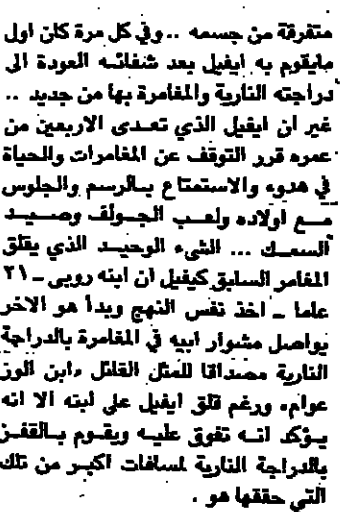 متفرقة من جسمه .. وفي كل مرة كان اول
مايقوم به ايفيل بعد شفائه العودة الى
دراجته النارية والمغامرة بها من جديد ..
غير ان ايفيل الذي تعدى الاربعين من
عمره قرر التوقف عن المغامرات والحياة
في هدوء والاستمتاع بالرسم والجلوس
مع اولاده ولعب الجولف وصيد
السمك ... الشيء الوحيد الذي يقلق
المغامر السابق كيفيل ان ابنه روبى - ٢١
عاما - اخذ نفس النهج وبدأ هو الاخر
يواصل مشوار ابيه في المغامرة بالدراجة
النارية مصداقا للمثل القائل «ابن الوز
عوام» ورغم قلق ايفيل على ابنه الا انه
يؤكد انه تفوق عليه ويقوم بالقفز
بالدراجة النارية لمسافات اكبر من تلك
التي حققها هو .